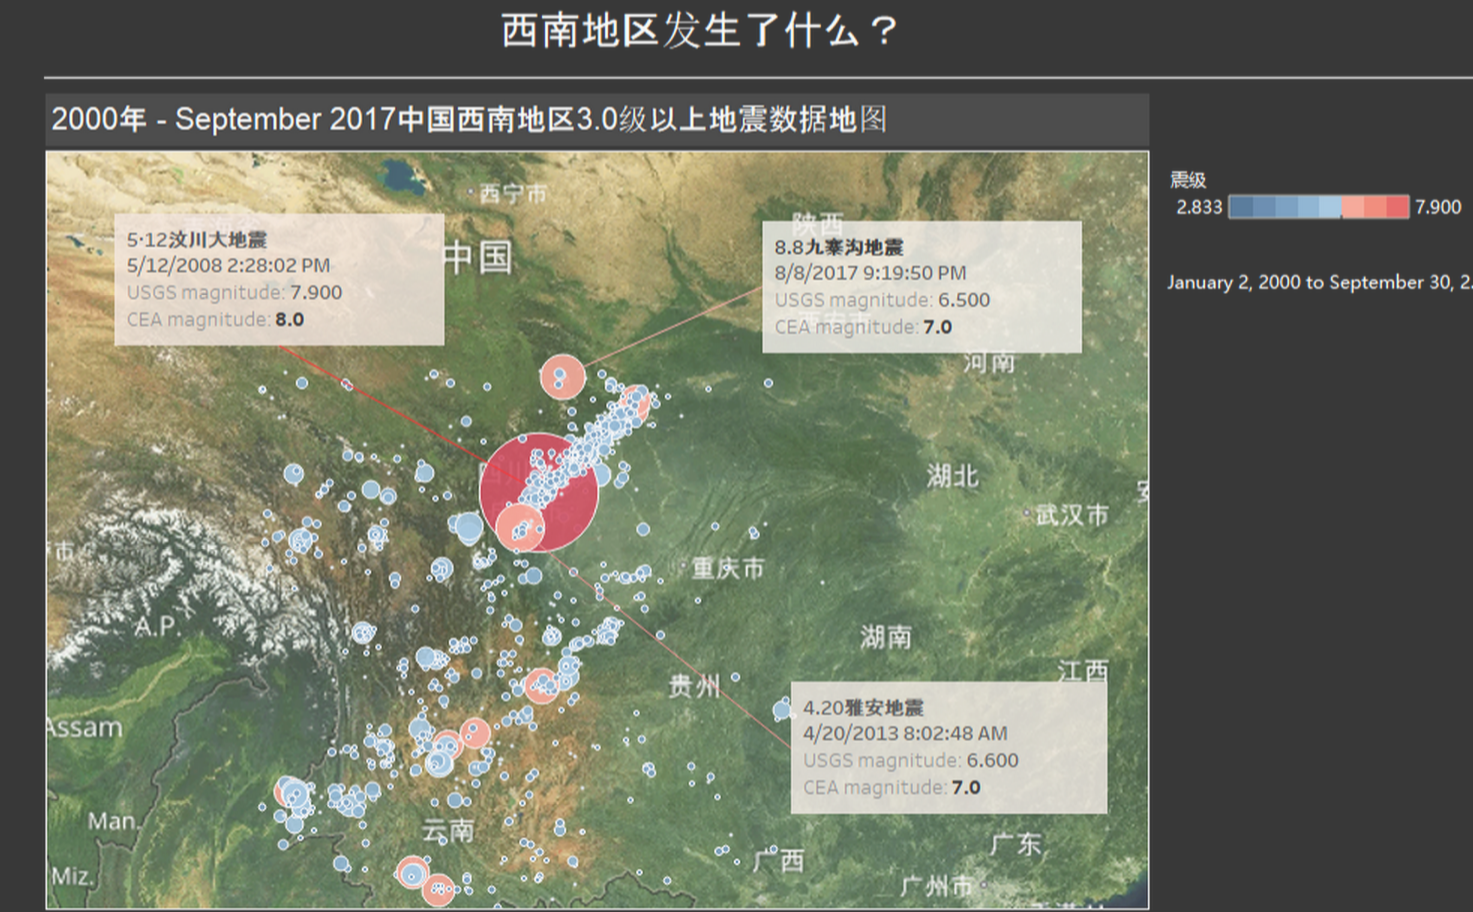 西南地区发生了什么？
2000年 - September 2017中国西南地区3.0级以上地震数据地图
震级
2.833
7.900
January 2, 2000 to September 30, 2.
西宁市
陕西
中国
5·12汶川大地震
5/12/2008 2:28:02 PM
USGS magnitude: 7.900
CEA magnitude: 8.0
8.8九寨沟地震
8/8/2017 9:19:50 PM
USGS magnitude: 6.500
CEA magnitude: 7.0
西安市
河南
四川
湖北
武汉市
市
重庆市
A.P.
湖南
江西
贵州
Assam
4.20雅安地震
4/20/2013 8:02:48 AM
USGS magnitude: 6.600
CEA magnitude: 7.0
Man.
云南
广西
广东
Miz.
广州市